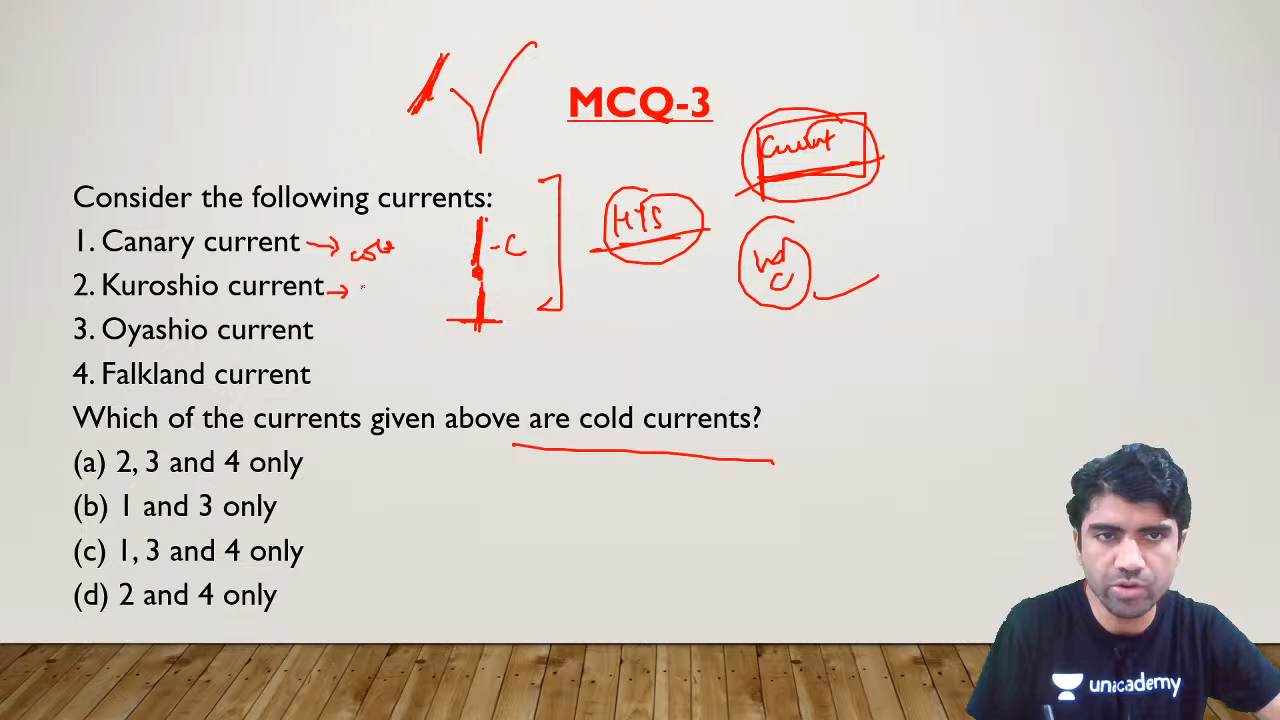 MCQ-3
Current
Consider the following currents:
HTS
1. Canary current → cold
- C
2. Kuroshio current →
3. Oyashio current
4. Falkland current
Which of the currents given above are cold currents?
(a) 2, 3 and 4 only
(b) 1 and 3 only
(c) 1, 3 and 4 only
(d) 2 and 4 only
unacademy